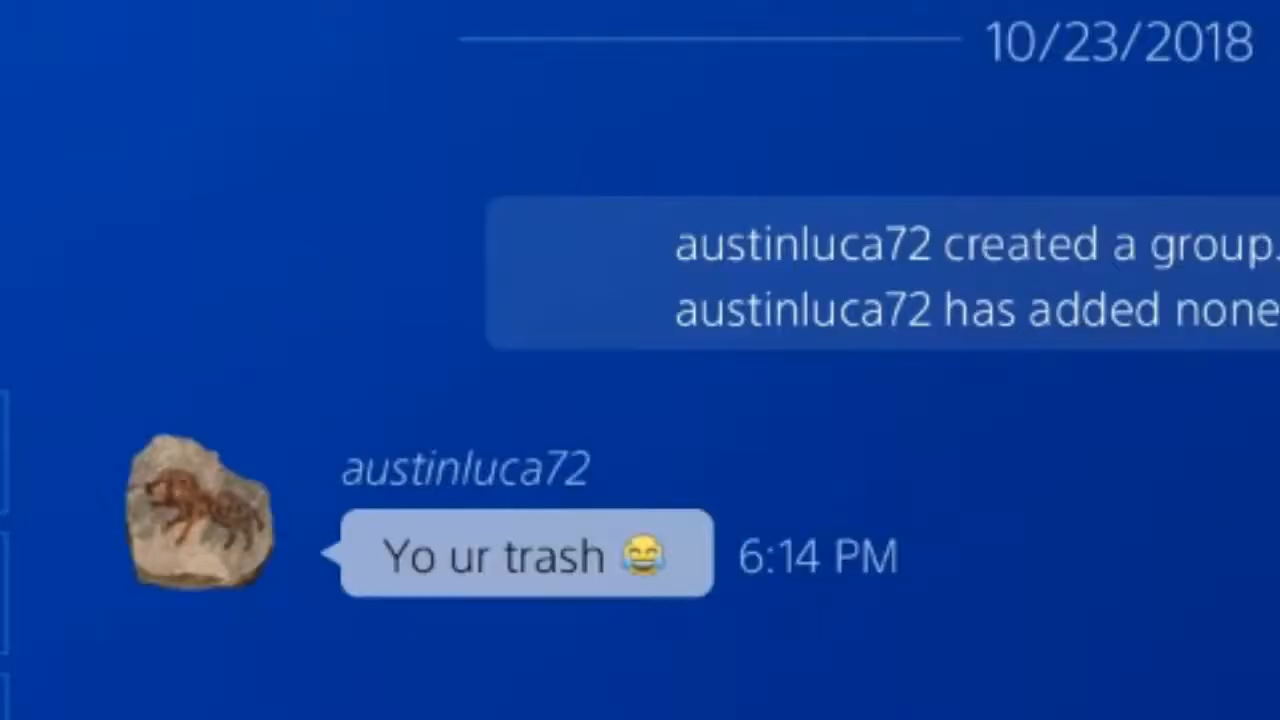 10/23/2018
austinluca72 created a group.
austinluca72 has added none
austinluca72
Yo ur trash 😂
6:14 PM